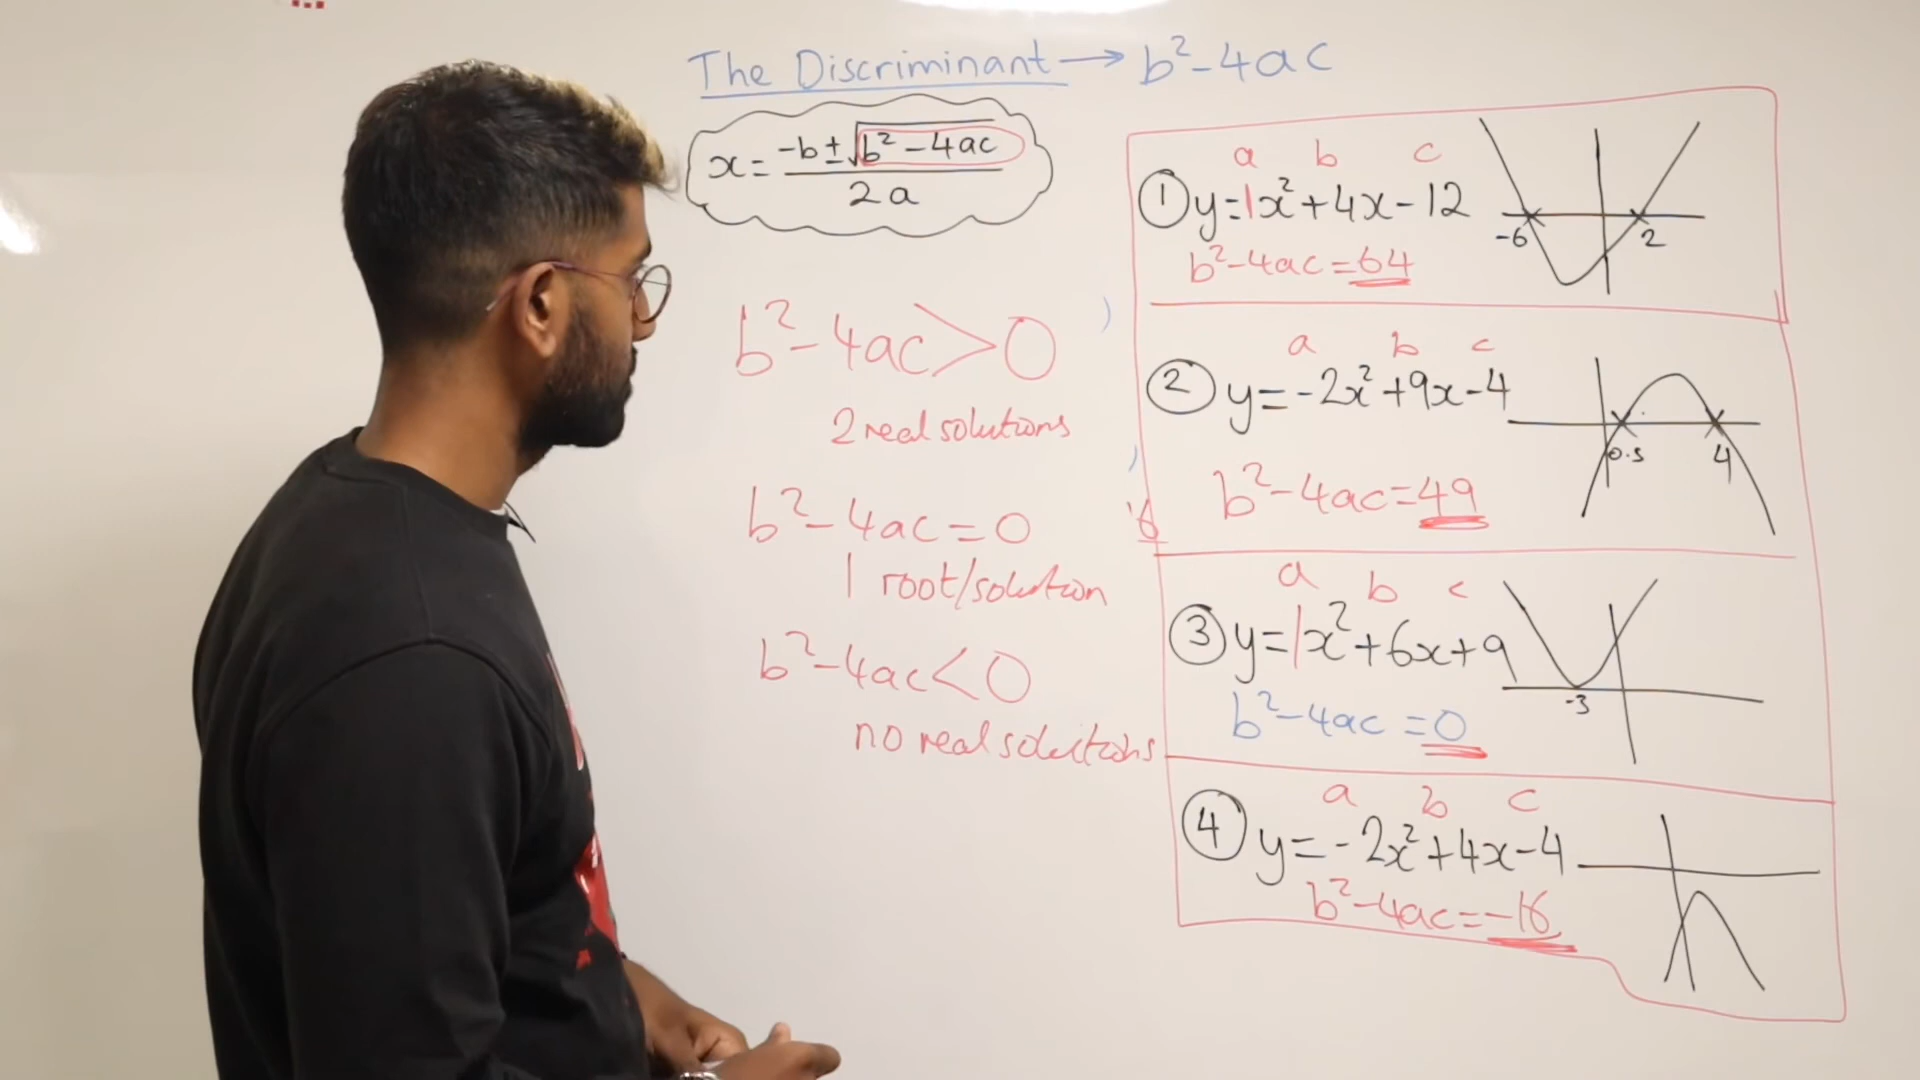 The Discriminant → b²-4ac
x = -b±√b²-4ac
2a
b²-4ac>0
2 real solutions
b²-4ac=0
1 root/solution
b²-4ac<0
no real solutions
a b c
① y=1x²+4x-12
b²-4ac=64
-6 2
a b c
② y=-2x²+9x-4
b²-4ac=49
0.5 4
a b c
③ y=1x²+6x+9
b²-4ac=0
-3
a b c
④ y=-2x²+4x-4
b²-4ac=-16